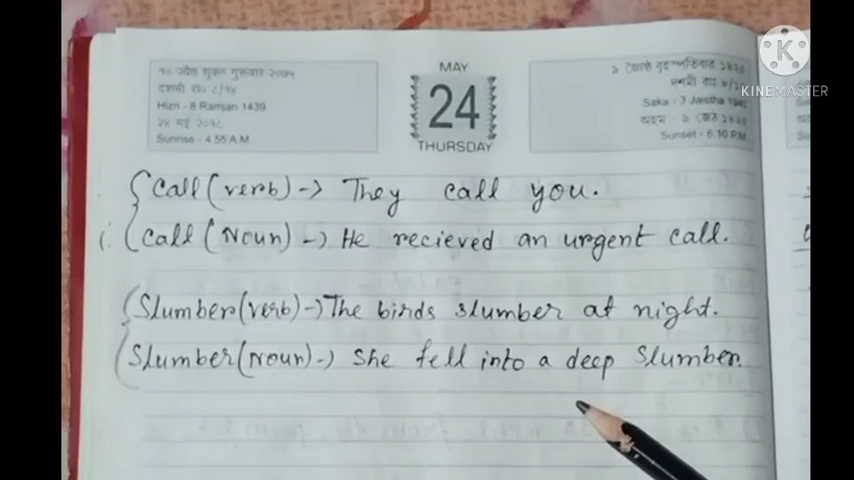 KINEMASTER
MAY
24
THURSDAY
Hizri - 8 Ramjan 1439
Sunrise - 4.55 A.M
Saka - 3 Jaistha 1940
Sunset - 6.10 P.M.
Call (verb) -> They call you.
Call (Noun) -> He recieved an urgent call.
Slumber (verb) -> The birds slumber at night.
Slumber (Noun) -> She fell into a deep slumber.